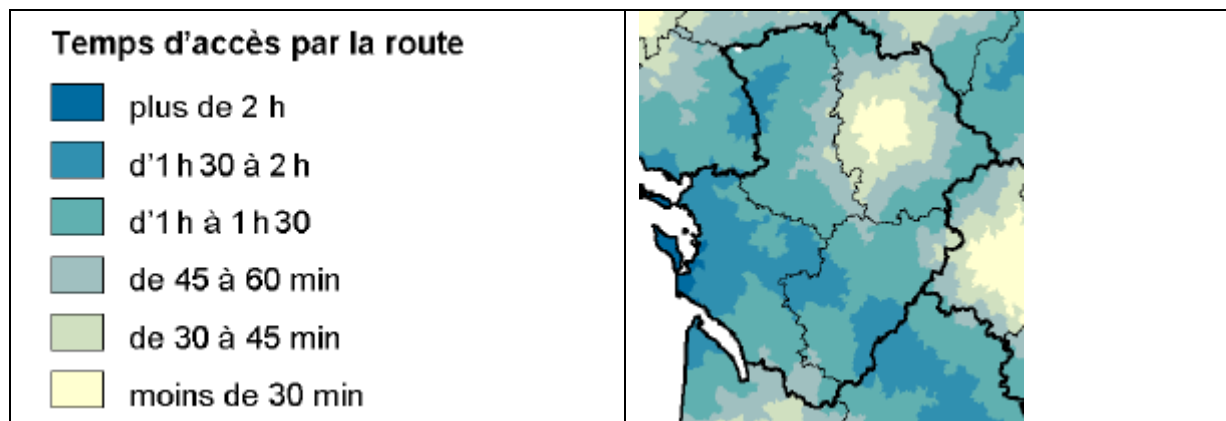 Temps d'accès par la route
plus de 2 h
d'1 h 30 à 2 h
d'1h à 1 h 30
de 45 à 60 min
de 30 à 45 min
moins de 30 min